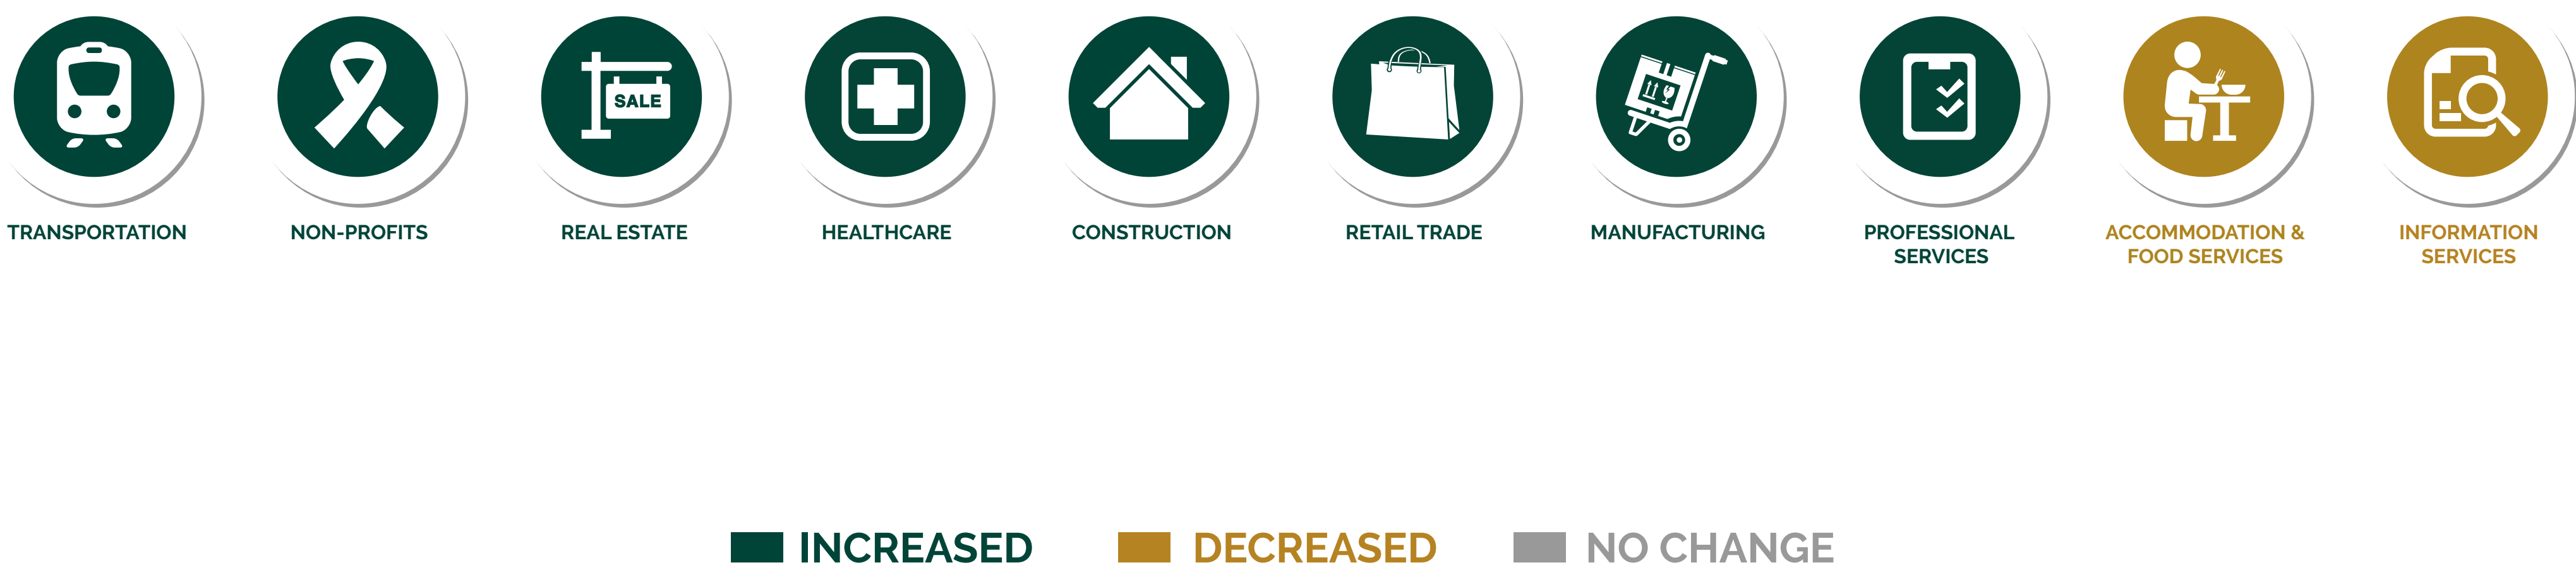 SALE
TRANSPORTATION
NON-PROFITS
REAL ESTATE
HEALTHCARE
CONSTRUCTION
RETAIL TRADE
MANUFACTURING
PROFESSIONAL
SERVICES
ACCOMMODATION &
FOOD SERVICES
INFORMATION
SERVICES
INCREASED
DECREASED
NO CHANGE